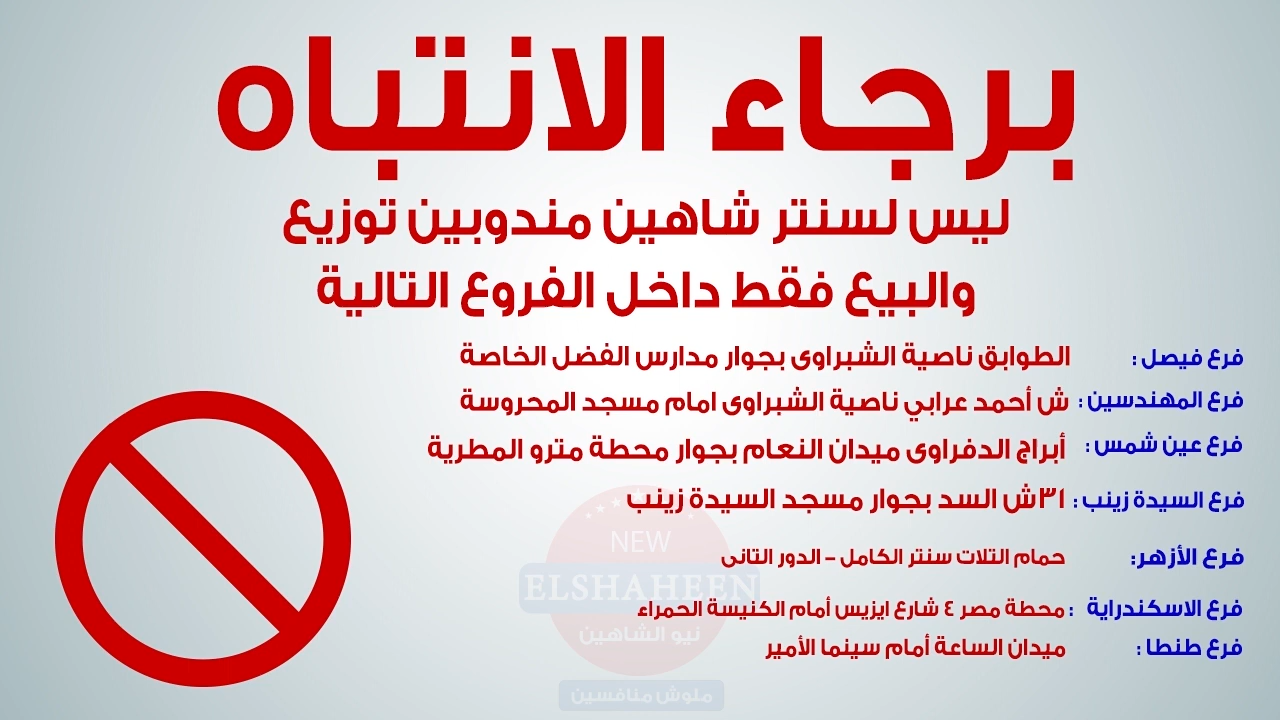 برجاء الانتباه
ليس لسنتر شاهين مندوبين توزيع
والبيع فقط داخل الفروع التالية
فرع فيصل : الطوابق ناصية الشبراوى بجوار مدارس الفضل الخاصة
فرع المهندسين : ش أحمد عرابي ناصية الشبراوى امام مسجد المحروسة
فرع عين شمس : أبراج الدفراوى ميدان النعام بجوار محطة مترو المطرية
فرع السيدة زينب : ٣١ش السد بجوار مسجد السيدة زينب
فرع الأزهر: حمام التلات سنتر الكامل - الدور التانى
فرع الاسكندراية : محطة مصر ٤ شارع ايزيس أمام الكنيسة الحمراء
فرع طنطا : ميدان الساعة أمام سينما الأمير
NEW
ELSHAHEEN
نيو الشاهين
ملوش منافسين